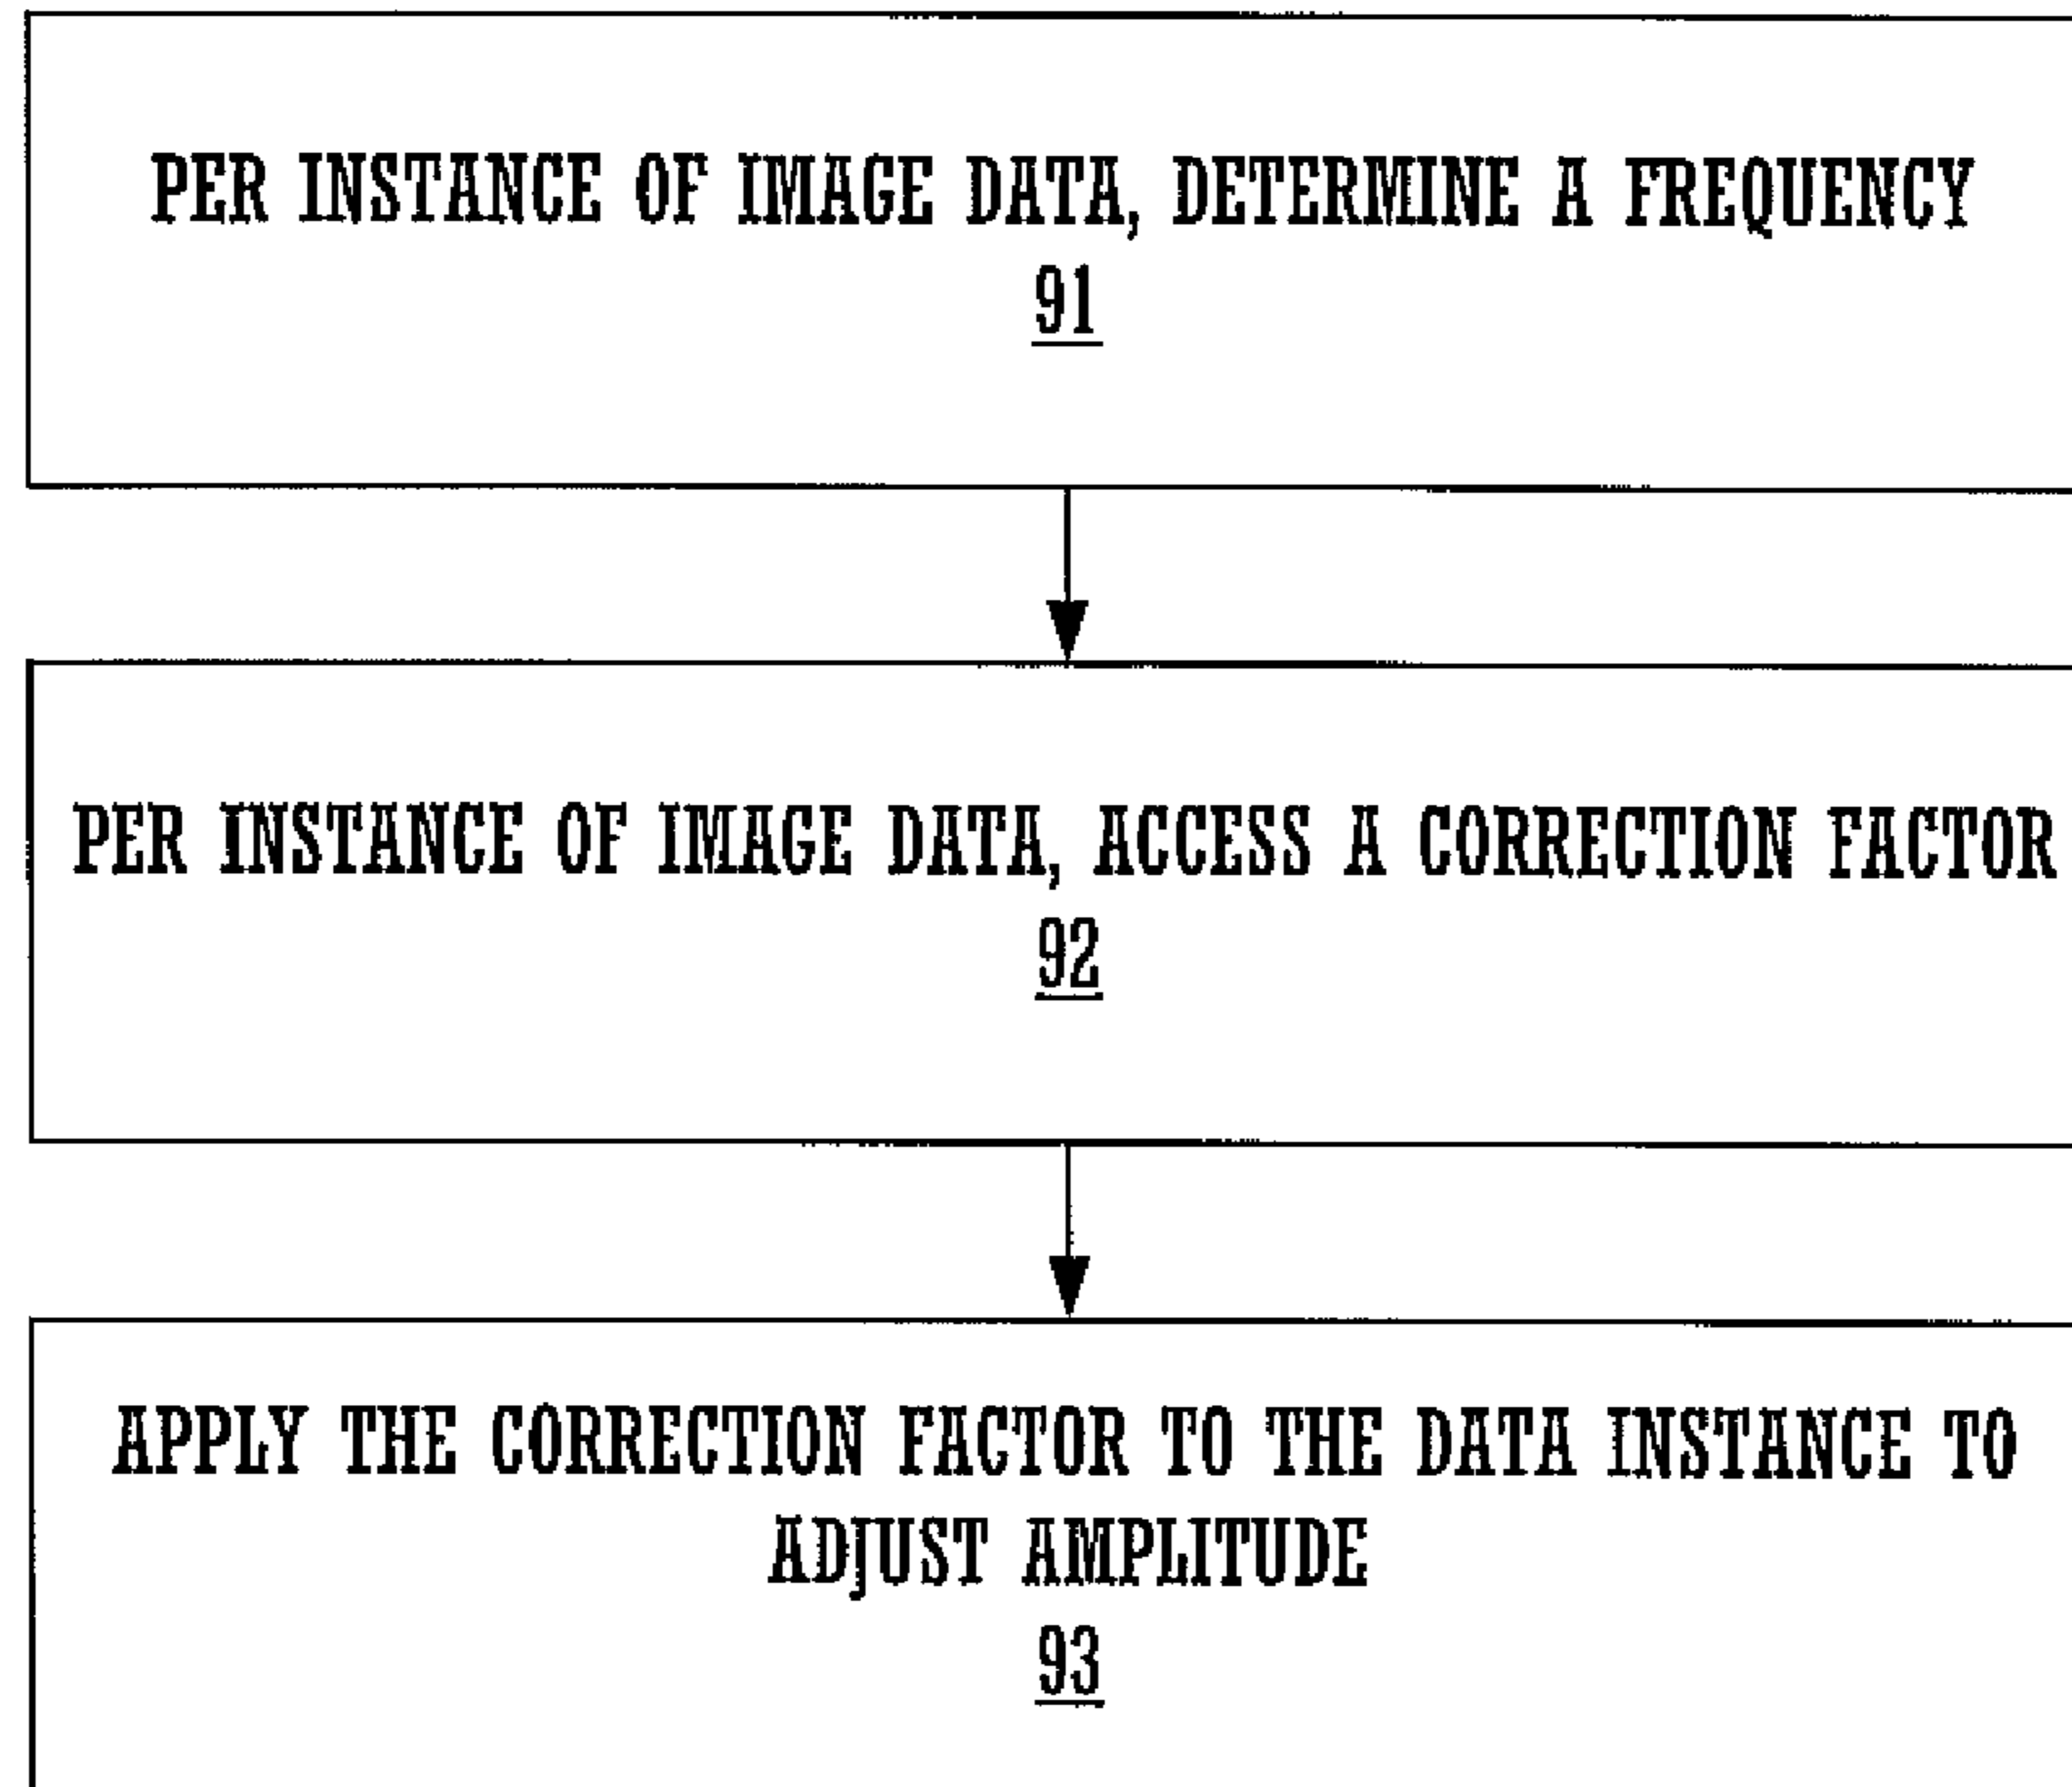 PER INSTANCE OF IMAGE DATA, DETERMINE A FREQUENCY
91
PER INSTANCE OF IMAGE DATA, ACCESS A CORRECTION FACTOR
92
APPLY THE CORRECTION FACTOR TO THE DATA INSTANCE TO
ADJUST AMPLITUDE
93